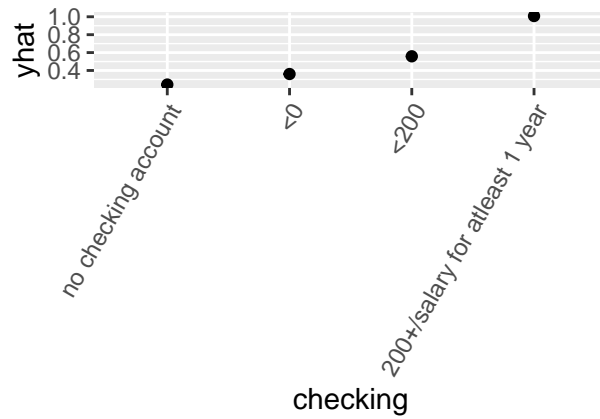 yhat
1.0
0.8
0.6
0.4
no checking account
<0
<200
200+/salary for atleast 1 year
checking